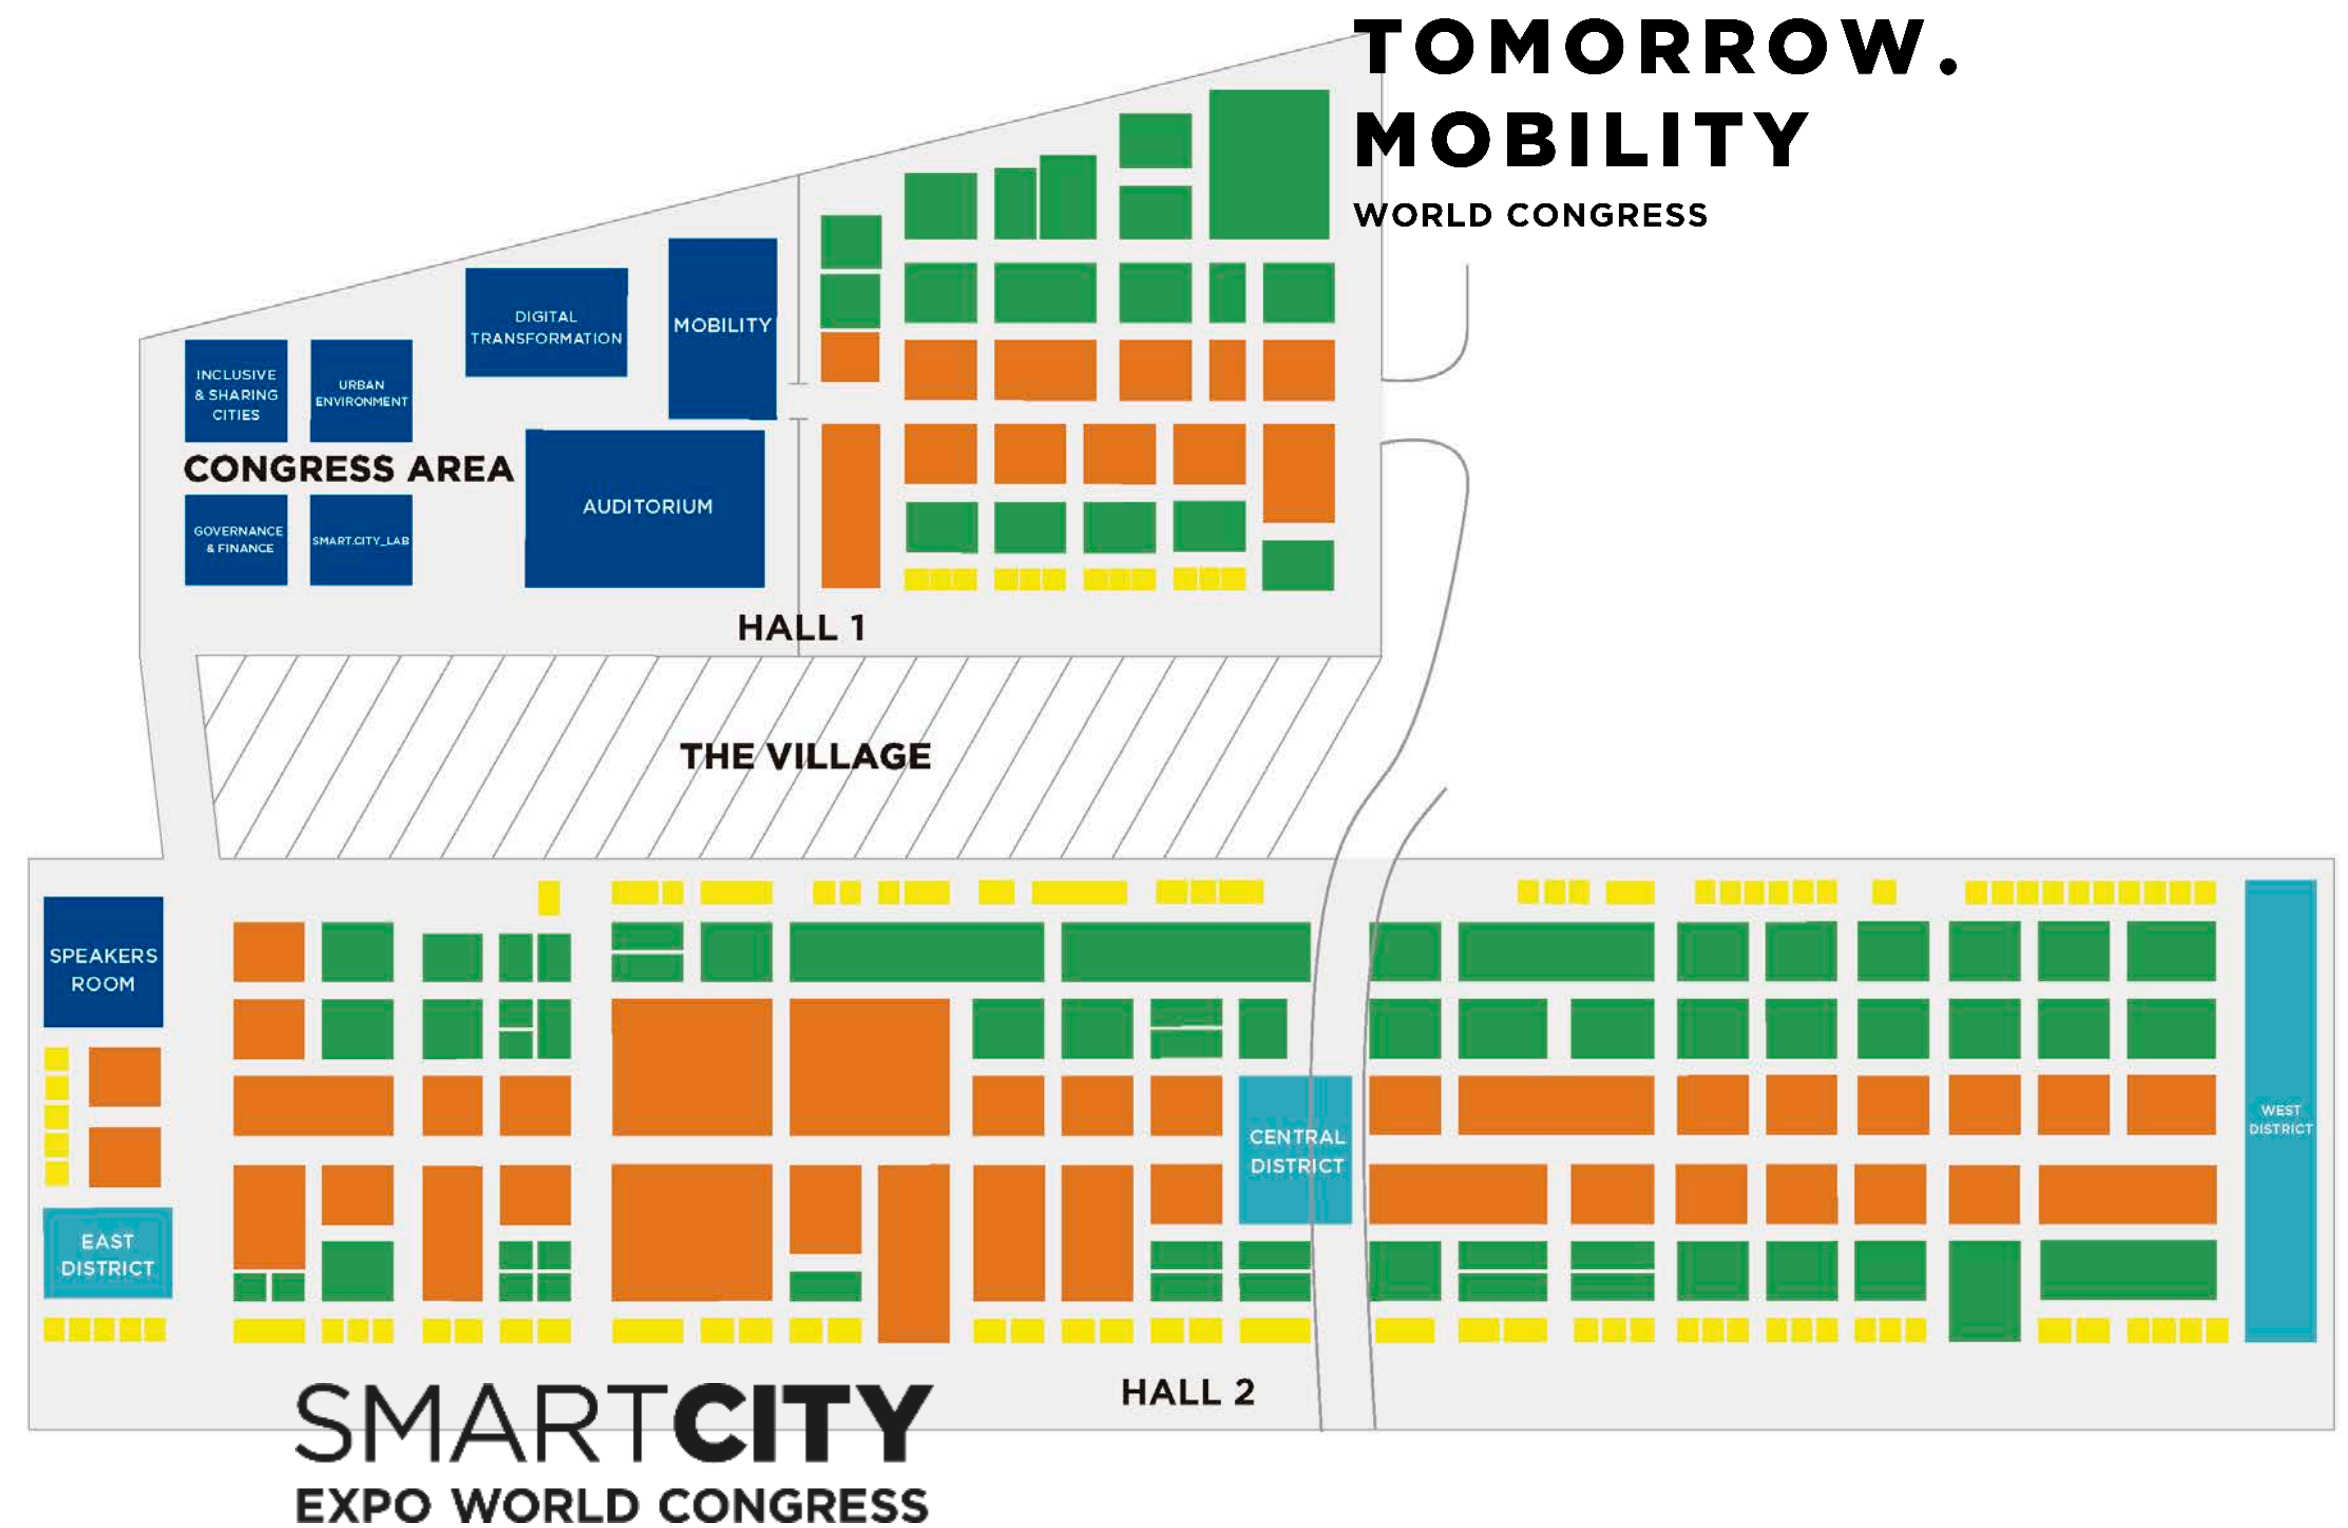 TOMORROW.
MOBILITY
WORLD CONGRESS
DIGITAL
TRANSFORMATION
MOBILITY
INCLUSIVE
& SHARING
CITIES
URBAN
ENVIRONMENT
CONGRESS AREA
AUDITORIUM
GOVERNANCE
& FINANCE
SMART.CITY_LAB
HALL 1
THE VILLAGE
SPEAKERS
ROOM
CENTRAL
DISTRICT
WEST
DISTRICT
EAST
DISTRICT
HALL 2
SMARTCITY
EXPO WORLD CONGRESS